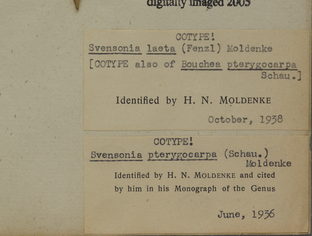 digitally imaged 2005
COTYPE!
Svensonia laeta (Fenzl) Moldenke
[COTYPE also of Bouchea pterygocarpa
Schau.]
Identified by H. N. MOLDENKE
October, 1938
COTYPE!
Svensonia pterygocarpa (Schau.)
Moldenke
Identified by H. N. MOLDENKE and cited
by him in his Monograph of the Genus
June, 1936